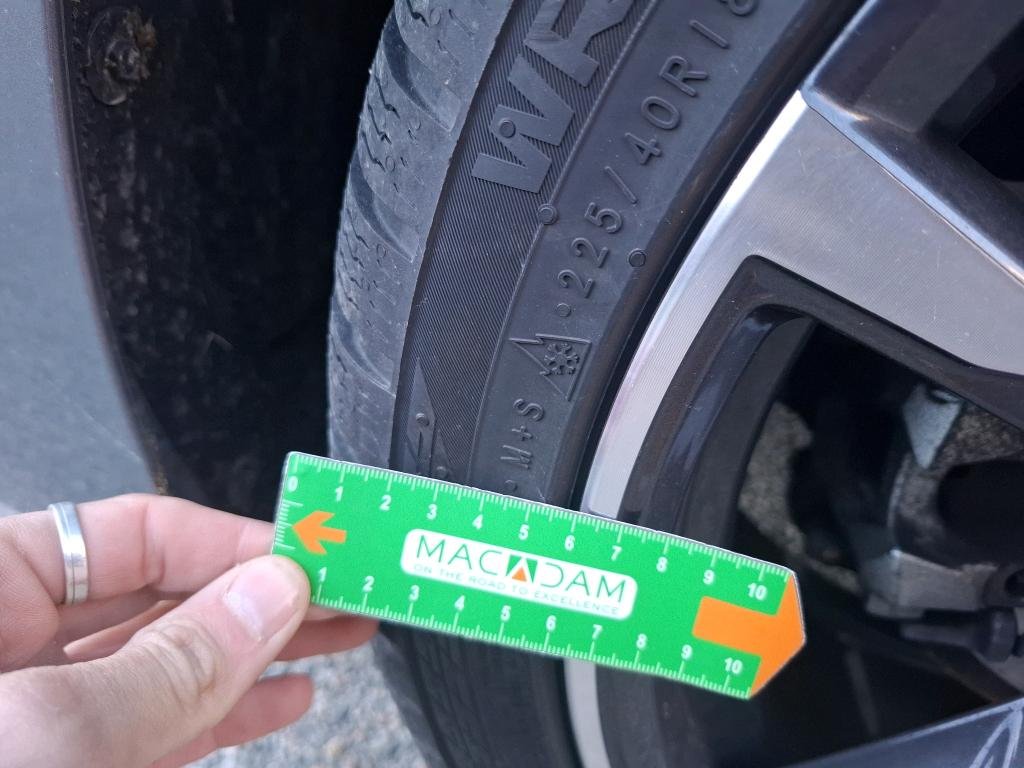 WR
225/40R18
M+S
0 1 2 3 4 5 6 7 8 9 10
MACADAM
ON THE ROAD TO EXCELLENCE
1 2 3 4 5 6 7 8 9 10